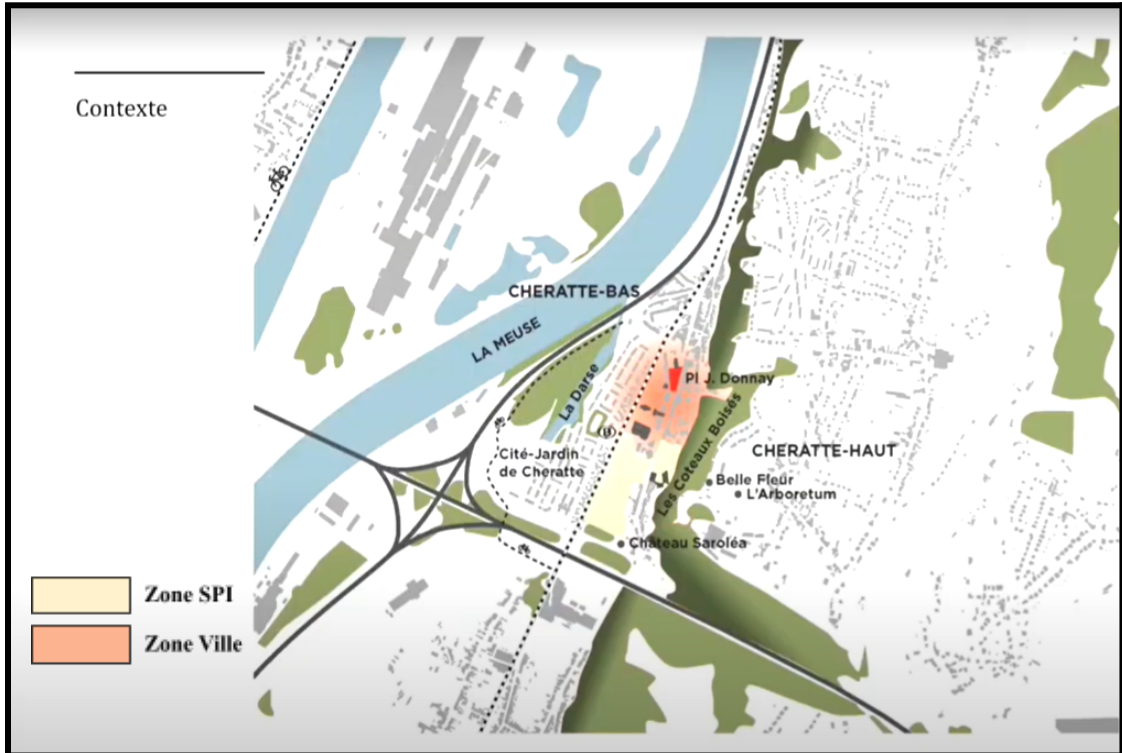 Contexte
CHERATTE-BAS
LA MEUSE
La Darse
Pl J. Donnay
Les Coteaux Boisés
CHERATTE-HAUT
Cité-Jardin
de Cheratte
Belle Fleur
L'Arboretum
Château Saroléa
Zone SPI
Zone Ville